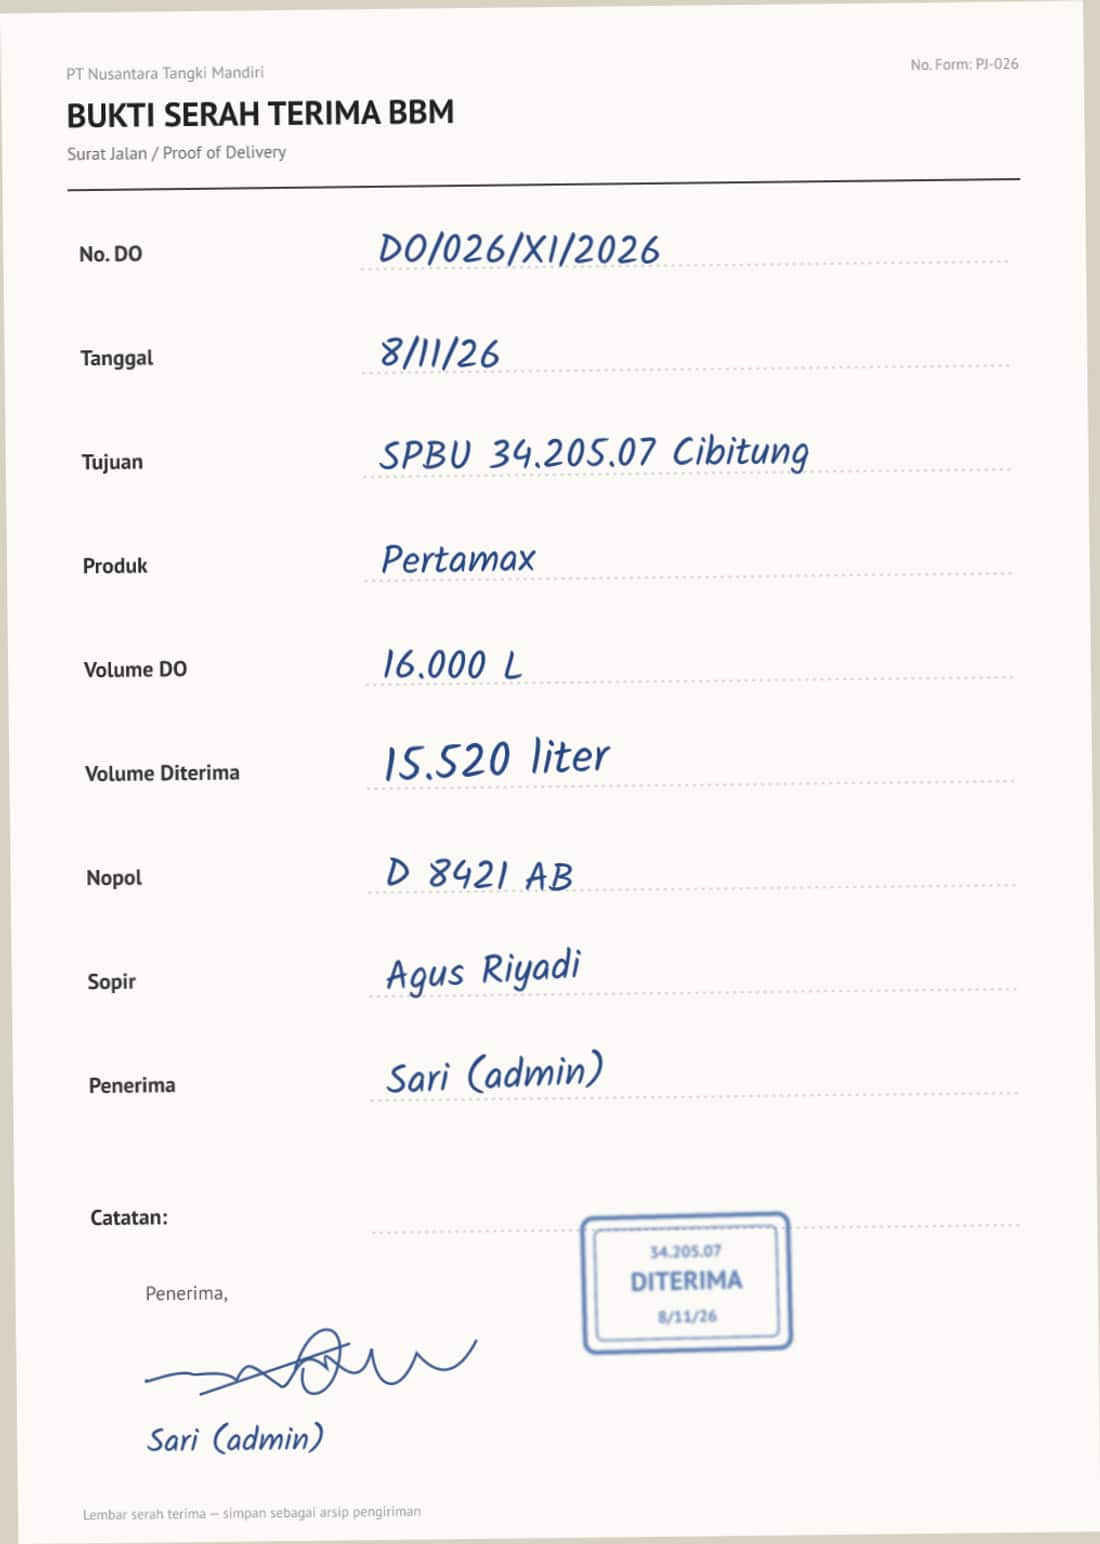 PT Nusantara Tangki Mandiri
No. Form: PJ-026
BUKTI SERAH TERIMA BBM
Surat Jalan / Proof of Delivery
No. DO DO/026/XI/2026
Tanggal 8/11/26
Tujuan SPBU 34.205.07 Cibitung
Produk Pertamax
Volume DO 16.000 L
Volume Diterima 15.520 liter
Nopol D 8421 AB
Sopir Agus Riyadi
Penerima Sari (admin)
Catatan:
34.205.07
DITERIMA
8/11/26
Penerima,
Sari (admin)
Lembar serah terima — simpan sebagai arsip pengiriman